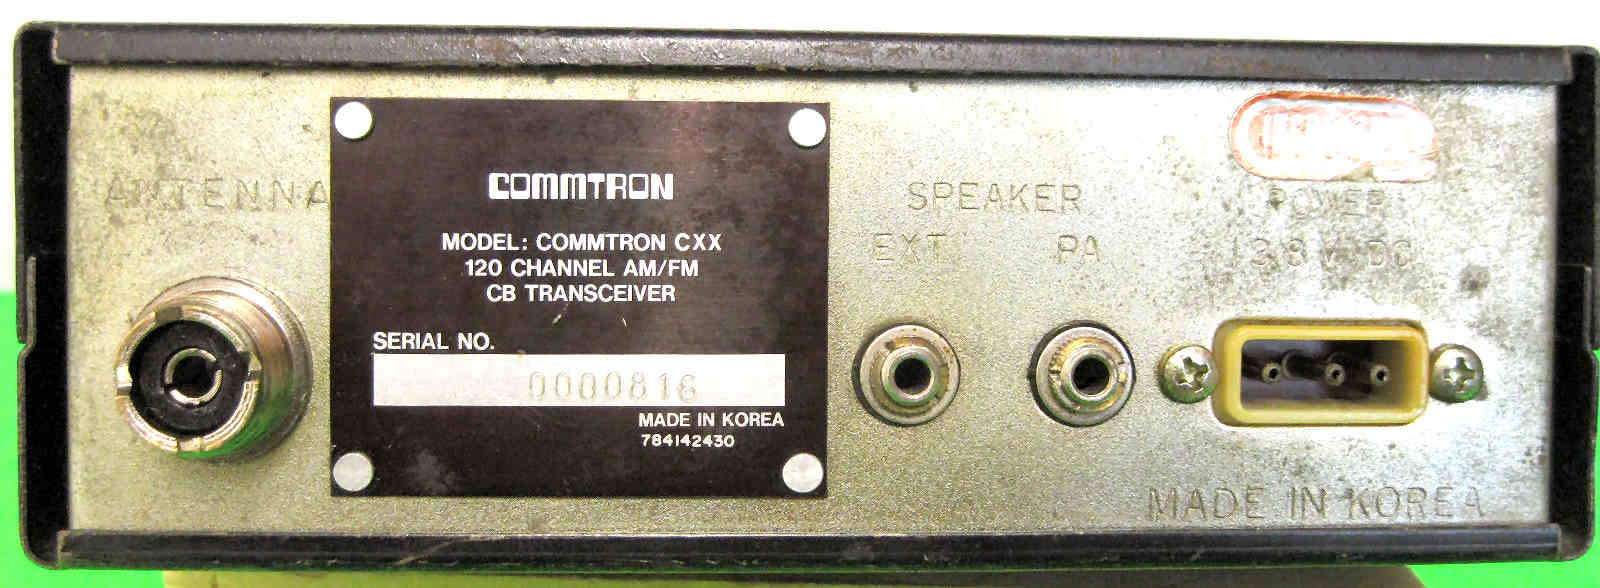 ANTENNA
COMMTRON
MODEL: COMMTRON CXX
120 CHANNEL AM/FM
CB TRANSCEIVER
SERIAL NO.
0000816
MADE IN KOREA
784142430
SPEAKER
EXT PA
POWER
13.8V DC
MADE IN KOREA